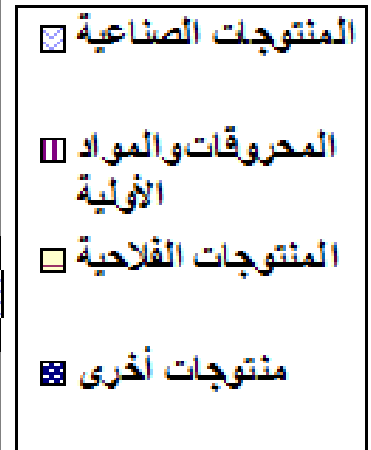 المنتوجات الصناعية
المحروقات والمواد
الأولية
المنتوجات الفلاحية
منتوجات أخرى